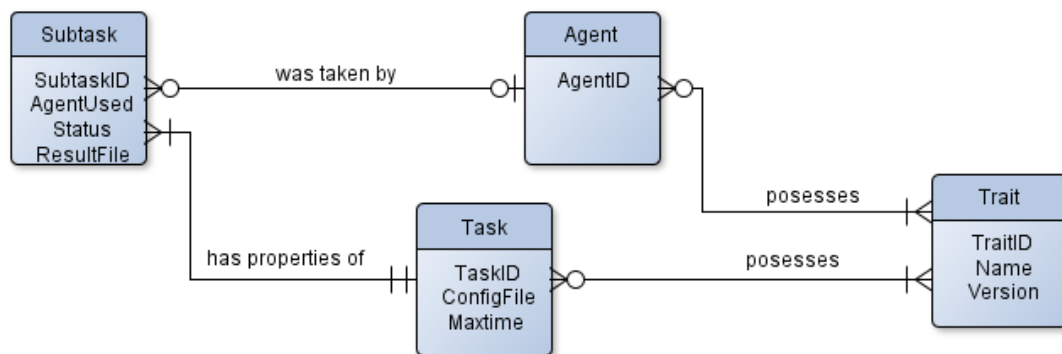 Subtask
SubtaskID
AgentUsed
Status
ResultFile
was taken by
Agent
AgentID
posesses
Trait
TraitID
Name
Version
has properties of
Task
TaskID
ConfigFile
Maxtime
posesses